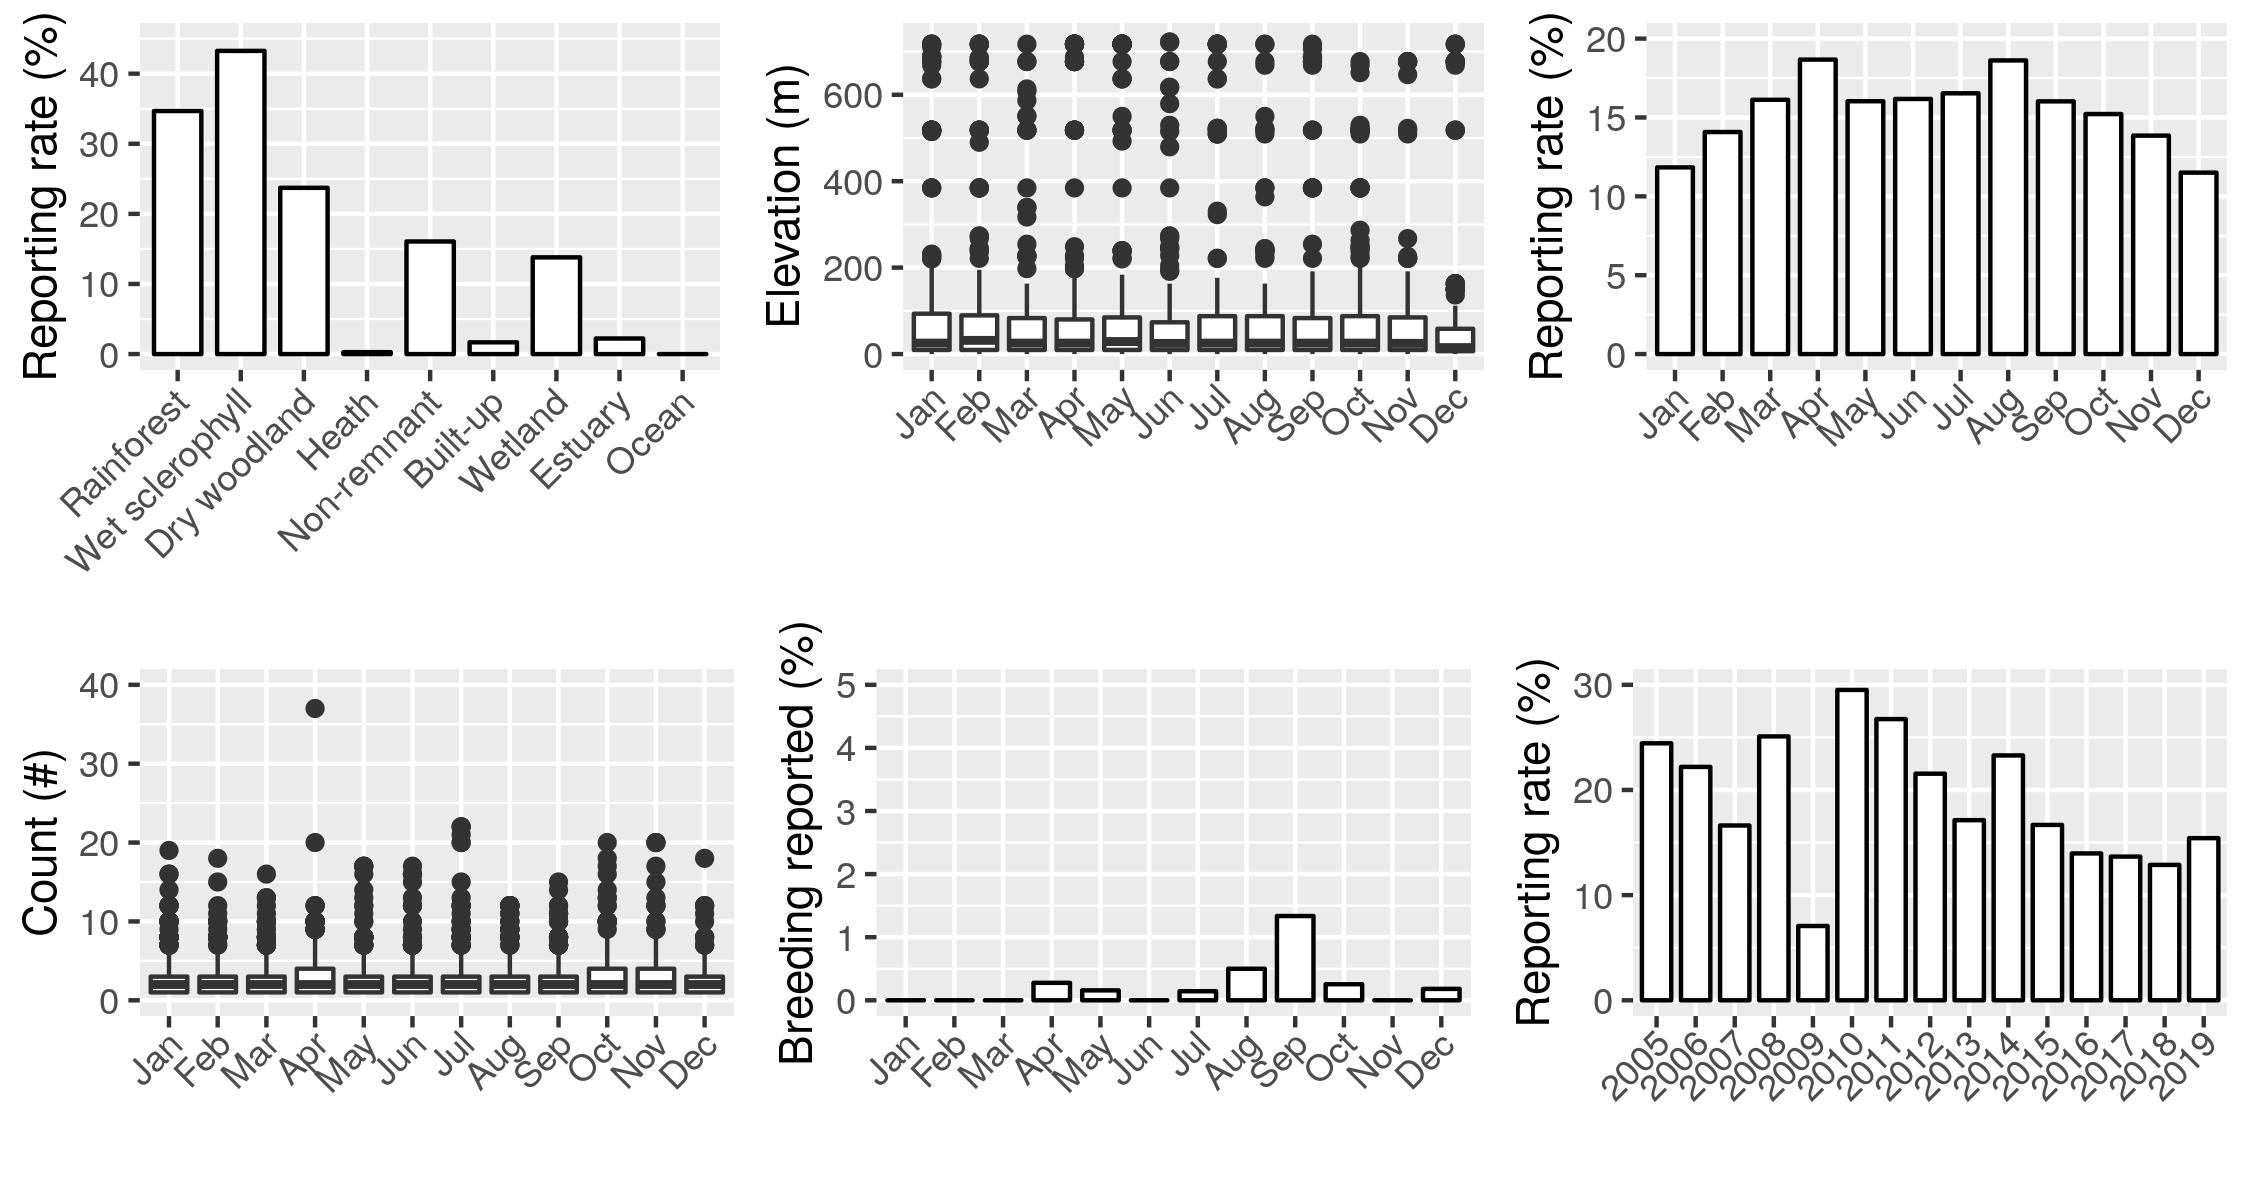 Reporting rate (%)
40
30
20
10
0
Rainforest
Wet sclerophyll
Dry woodland
Heath
Non-remnant
Built-up
Wetland
Estuary
Ocean
Elevation (m)
600
400
200
0
Jan
Feb
Mar
Apr
May
Jun
Jul
Aug
Sep
Oct
Nov
Dec
Reporting rate (%)
20
15
10
5
0
Jan
Feb
Mar
Apr
May
Jun
Jul
Aug
Sep
Oct
Nov
Dec
Count (#)
40
30
20
10
0
Jan
Feb
Mar
Apr
May
Jun
Jul
Aug
Sep
Oct
Nov
Dec
Breeding reported (%)
5
4
3
2
1
0
Jan
Feb
Mar
Apr
May
Jun
Jul
Aug
Sep
Oct
Nov
Dec
Reporting rate (%)
30
20
10
0
2005
2006
2007
2008
2009
2010
2011
2012
2013
2014
2015
2016
2017
2018
2019